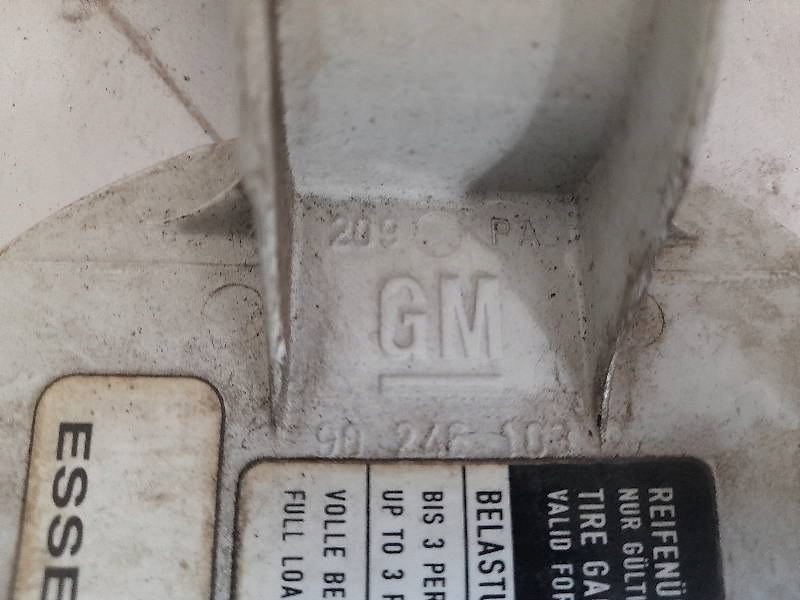 209 PA
GM
90 246 103
ESSE
REIFENÜ
NUR GÜLTI
TIRE GA
VALID FOR
BELASTU
BIS 3 PER
UP TO 3 P
VOLLE BE
FULL LOA